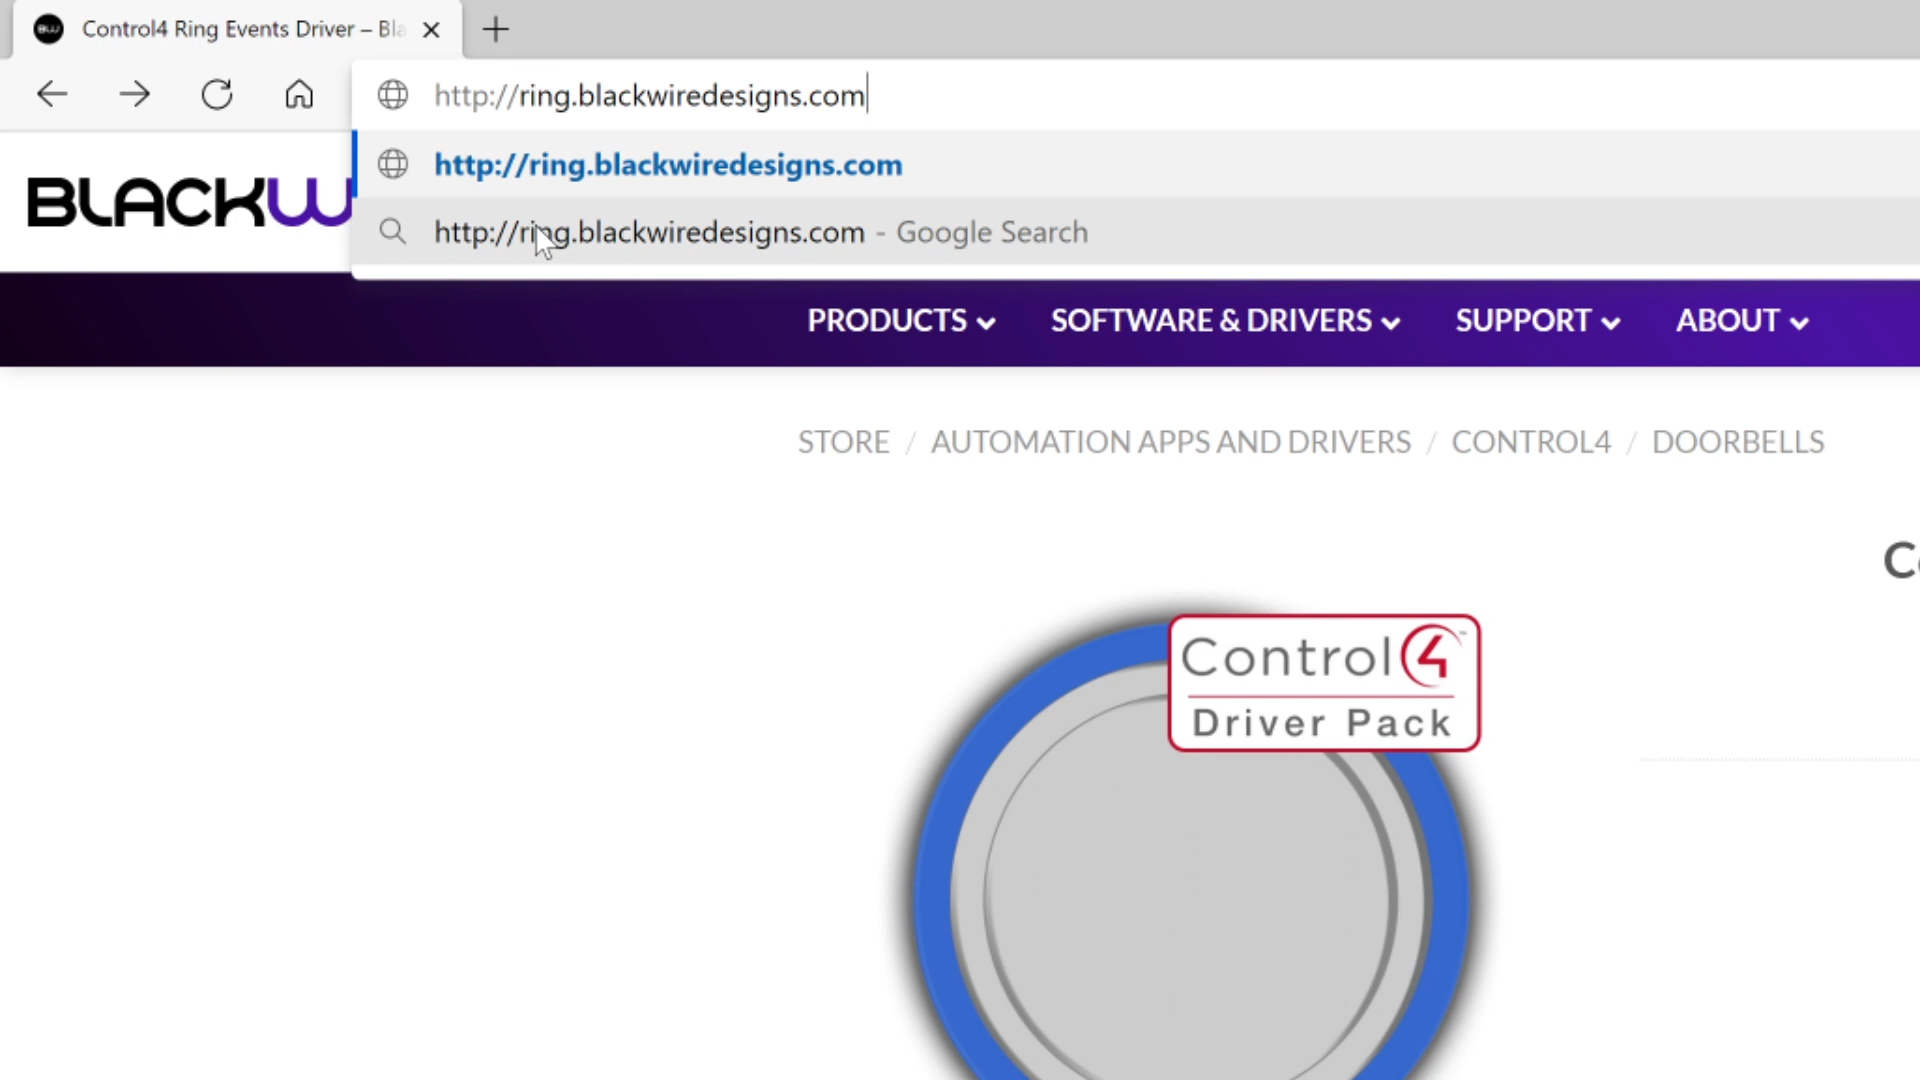 Control4 Ring Events Driver – Bla
http://ring.blackwiredesigns.com
http://ring.blackwiredesigns.com
http://ring.blackwiredesigns.com - Google Search
BLACKW
PRODUCTS SOFTWARE & DRIVERS SUPPORT ABOUT
STORE / AUTOMATION APPS AND DRIVERS / CONTROL4 / DOORBELLS
Control4™
Driver Pack